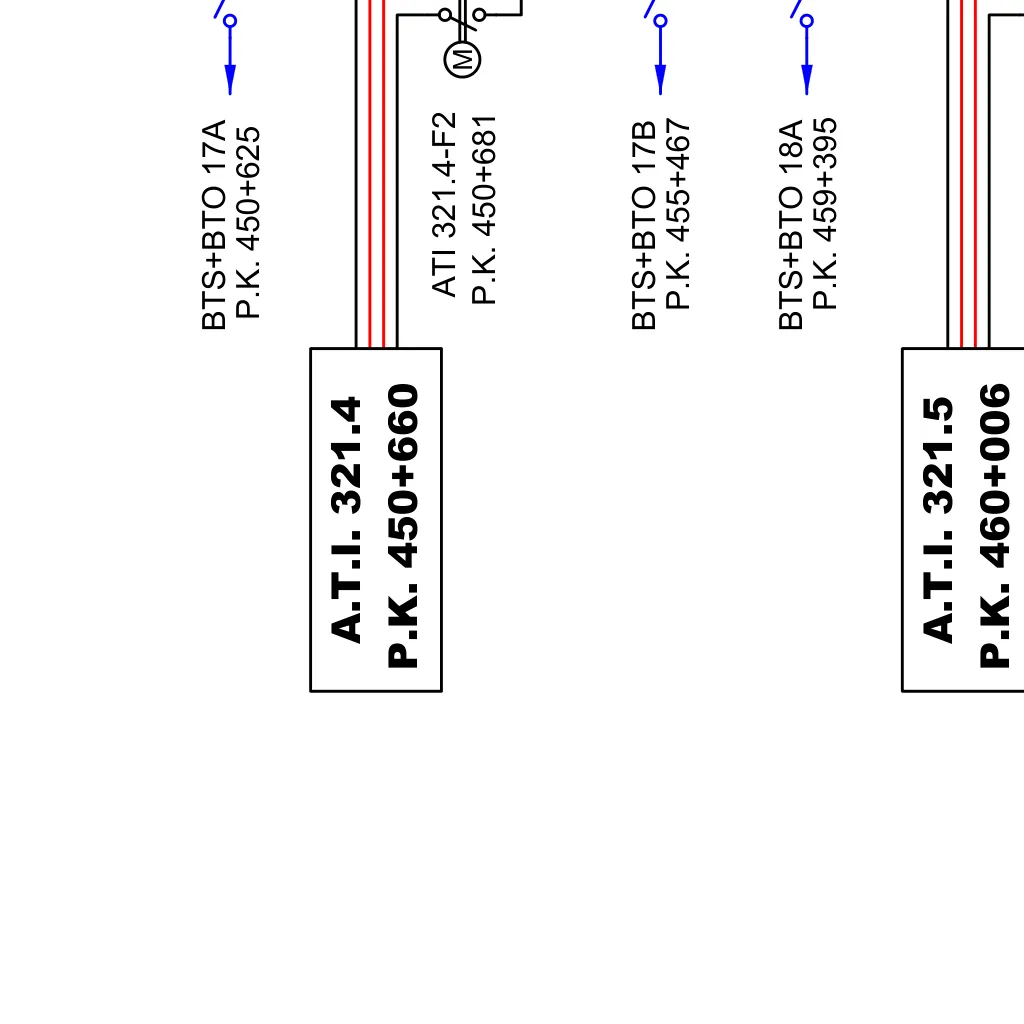 BTS+BTO 17A
P.K. 450+625
M
ATI 321.4-F2
P.K. 450+681
BTS+BTO 17B
P.K. 455+467
BTS+BTO 18A
P.K. 459+395
A.T.I. 321.4
P.K. 450+660
A.T.I. 321.5
P.K. 460+006